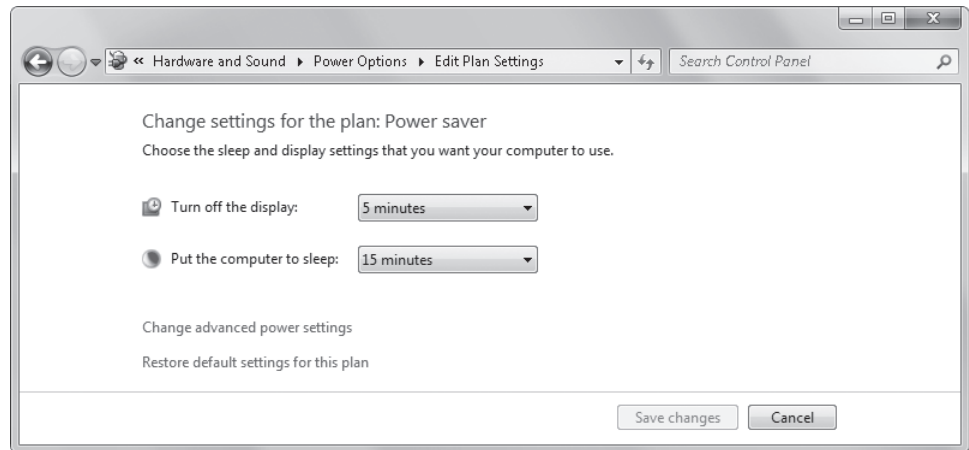 « Hardware and Sound ▸ Power Options ▸ Edit Plan Settings
Search Control Panel
Change settings for the plan: Power saver
Choose the sleep and display settings that you want your computer to use.
Turn off the display: 5 minutes
Put the computer to sleep: 15 minutes
Change advanced power settings
Restore default settings for this plan
Save changes Cancel